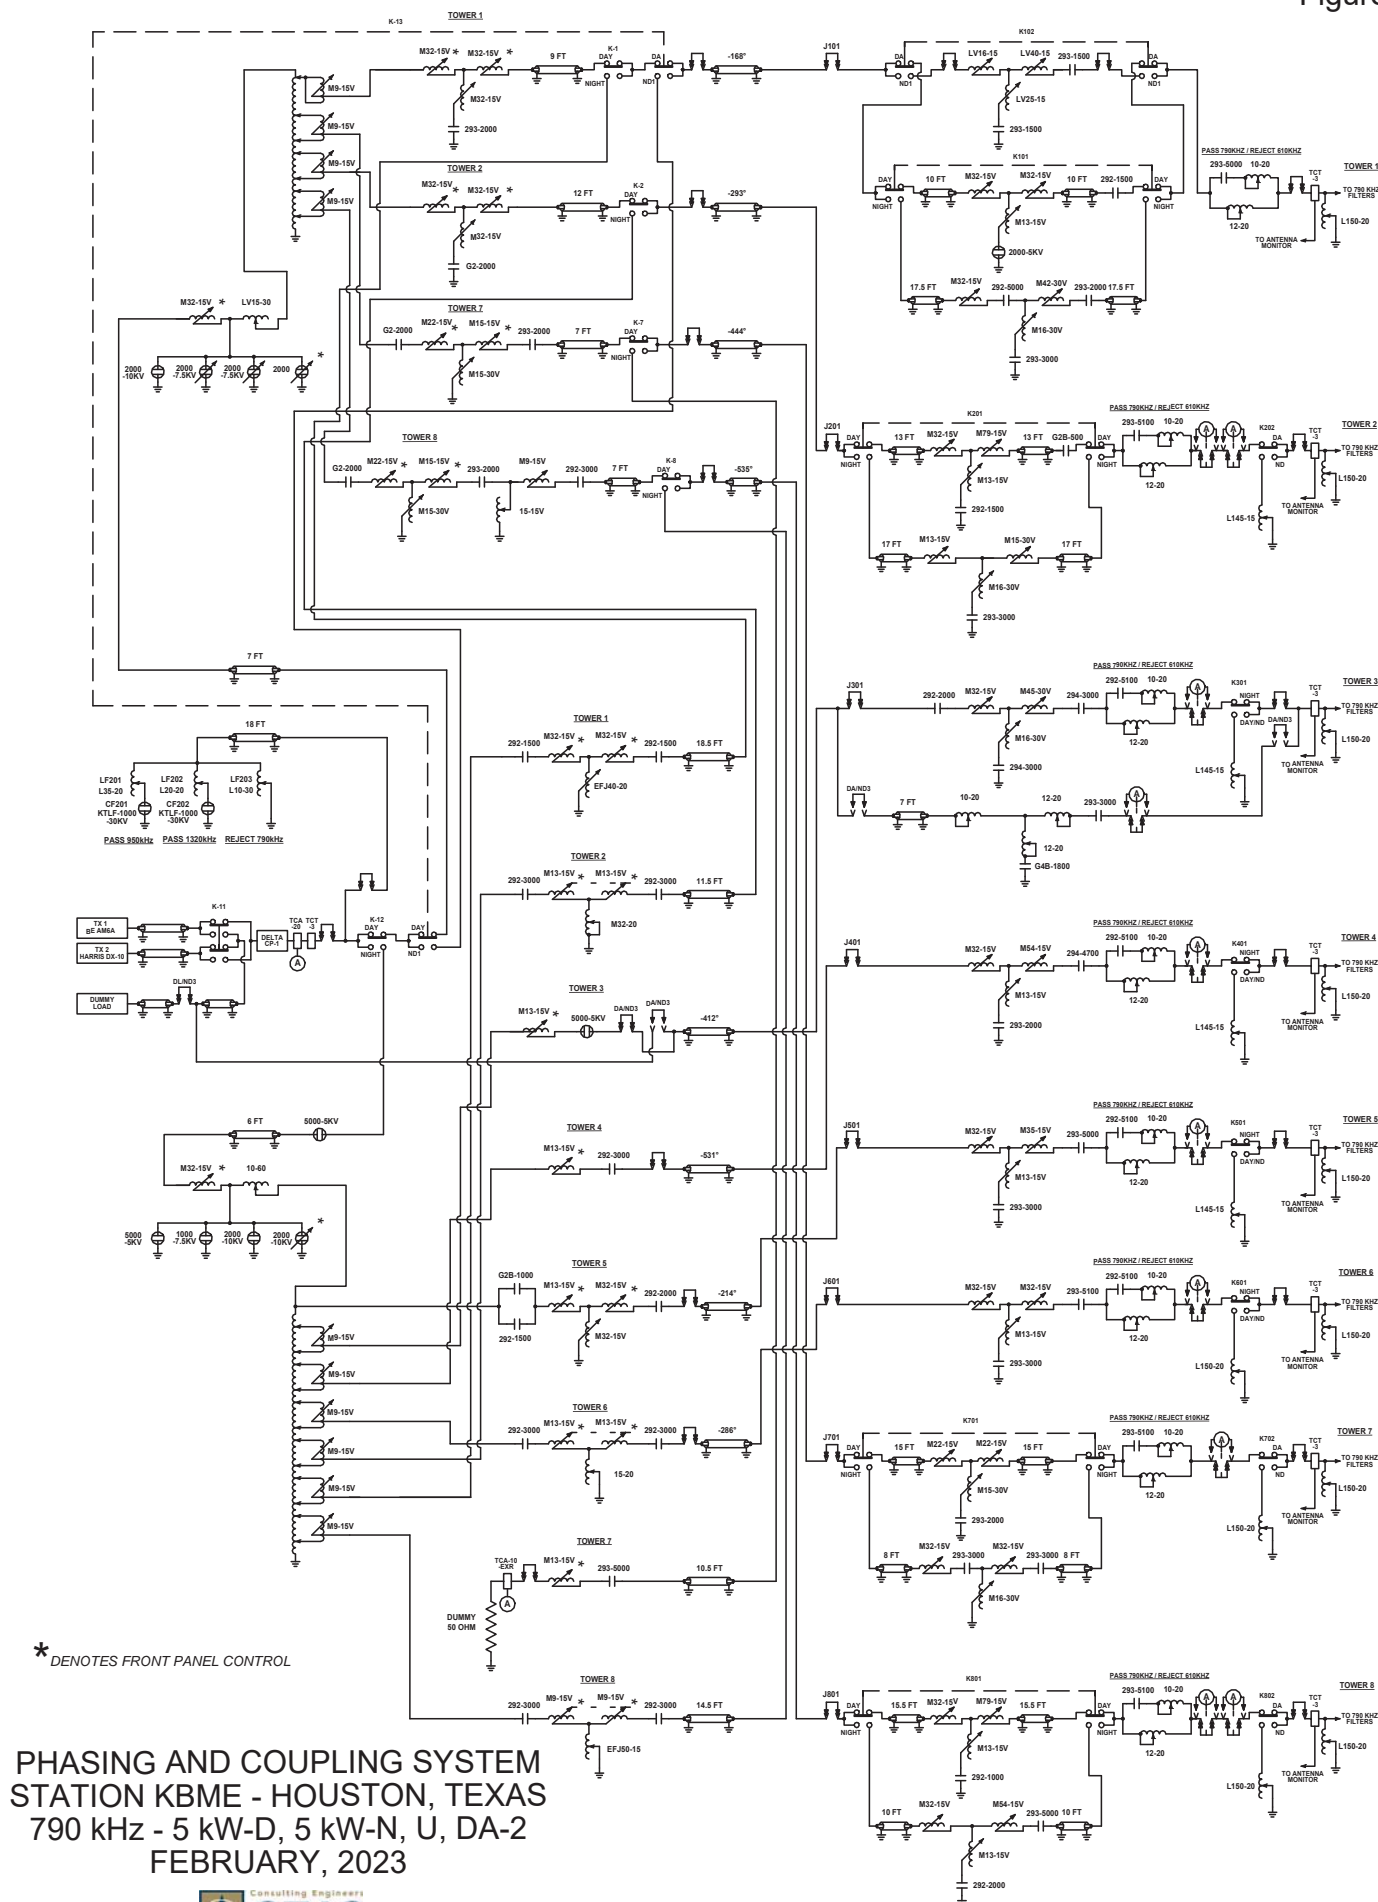 Figure
TOWER 1
K-13
M32-15V *
M32-15V *
9 FT
K-1
DAY
NIGHT
DA
ND1
-168°
J101
M9-15V
M32-15V
293-2000
M9-15V
M9-15V
M9-15V
K102
DA
ND1
LV16-15
LV40-15
293-1500
DA
ND1
LV25-15
293-1500
K101
DAY
NIGHT
10 FT
M32-15V
M32-15V
10 FT
292-1500
DAY
NIGHT
M13-15V
2000-5KV
17.5 FT
M32-15V
292-5000
M42-30V
293-2000
17.5 FT
M16-30V
293-3000
PASS 790KHZ / REJECT 610KHZ
293-5000
10-20
12-20
TCT
-3
TOWER 1
TO 790 KHZ
FILTERS
L150-20
TO ANTENNA
MONITOR
TOWER 2
M32-15V *
M32-15V *
12 FT
K-2
DAY
NIGHT
-293°
M32-15V
G2-2000
TOWER 7
G2-2000
M22-15V *
M15-15V *
293-2000
7 FT
K-7
DAY
NIGHT
-444°
M15-30V
M32-15V *
LV15-30
2000
-10KV
2000
-7.5KV
2000
-7.5KV
2000
*
TOWER 8
G2-2000
M22-15V *
M15-15V *
293-2000
M9-15V
292-3000
7 FT
K-8
DAY
NIGHT
-535°
M15-30V
15-15V
J201
DAY
NIGHT
K201
13 FT
M32-15V
M79-15V
13 FT
G2B-500
DAY
NIGHT
M13-15V
292-1500
17 FT
M13-15V
M15-30V
17 FT
M16-30V
293-3000
PASS 790KHZ / REJECT 610KHZ
293-5100
10-20
12-20
A
A
K202
DA
ND
L145-15
TCT
-3
TOWER 2
TO 790 KHZ
FILTERS
L150-20
TO ANTENNA
MONITOR
7 FT
18 FT
LF201
L35-20
LF202
L20-20
LF203
L10-30
CF201
KTLF-1000
-30KV
CF202
KTLF-1000
-30KV
PASS 950kHz
PASS 1320kHz
REJECT 790kHz
TOWER 1
292-1500
M32-15V *
M32-15V *
292-1500
18.5 FT
EFJ40-20
J301
292-2000
M32-15V
M45-30V
294-3000
M16-30V
294-3000
PASS 790KHZ / REJECT 610KHZ
292-5100
10-20
12-20
A
K301
NIGHT
DAY/ND
L145-15
DA/ND3
TCT
-3
TOWER 3
TO 790 KHZ
FILTERS
L150-20
TO ANTENNA
MONITOR
DA/ND3
7 FT
10-20
12-20
293-3000
A
12-20
G4B-1800
TOWER 2
292-3000
M13-15V *
M13-15V *
292-3000
11.5 FT
M32-20
TX 1
BE AM6A
TX 2
HARRIS DX-10
DUMMY
LOAD
K-11
DL/ND3
DELTA
CP-1
TCA
-20
TCT
-3
A
K-12
DAY
NIGHT
DAY
ND1
TOWER 3
M13-15V *
5000-5KV
DA/ND3
DA/ND3
-412°
J401
M32-15V
M54-15V
294-4700
M13-15V
293-2000
PASS 790KHZ / REJECT 610KHZ
292-5100
10-20
12-20
A
K401
NIGHT
DAY/ND
L145-15
TCT
-3
TOWER 4
TO 790 KHZ
FILTERS
L150-20
TO ANTENNA
MONITOR
6 FT
5000-5KV
M32-15V *
10-60
5000
-5KV
1000
-7.5KV
2000
-10KV
2000
-10KV
*
TOWER 4
M13-15V *
292-3000
-531°
J501
M32-15V
M35-15V
293-5000
M13-15V
293-3000
PASS 790KHZ / REJECT 610KHZ
292-5100
10-20
12-20
A
K501
NIGHT
DAY/ND
L145-15
TCT
-3
TOWER 5
TO 790 KHZ
FILTERS
L150-20
TO ANTENNA
MONITOR
TOWER 5
G2B-1000
292-1500
M13-15V *
M32-15V *
292-2000
-214°
M32-15V
J601
M32-15V
M32-15V
293-5100
M13-15V
293-3000
PASS 790KHZ / REJECT 610KHZ
292-5100
10-20
12-20
A
K601
NIGHT
DAY/ND
L150-20
TCT
-3
TOWER 6
TO 790 KHZ
FILTERS
L150-20
TO ANTENNA
MONITOR
M9-15V
M9-15V
M9-15V
M9-15V
M9-15V
M9-15V
TOWER 6
292-3000
M13-15V *
M13-15V *
292-3000
-286°
15-20
J701
DAY
NIGHT
K701
15 FT
M22-15V
M22-15V
15 FT
DAY
NIGHT
M15-30V
293-2000
8 FT
M32-15V
293-3000
M32-15V
293-3000
8 FT
M16-30V
PASS 790KHZ / REJECT 610KHZ
293-5100
10-20
12-20
A
K702
DA
ND
L150-20
TCT
-3
TOWER 7
TO 790 KHZ
FILTERS
L150-20
TO ANTENNA
MONITOR
TOWER 7
TCA-10
-EXR
A
M13-15V *
293-5000
10.5 FT
DUMMY
50 OHM
* DENOTES FRONT PANEL CONTROL
TOWER 8
292-3000
M9-15V *
M9-15V *
292-3000
14.5 FT
EFJ50-15
J801
DAY
NIGHT
K801
15.5 FT
M32-15V
M79-15V
15.5 FT
DAY
NIGHT
M13-15V
292-1000
10 FT
M32-15V
M54-15V
293-5000
10 FT
M13-15V
292-2000
PASS 790KHZ / REJECT 610KHZ
293-5100
10-20
12-20
A
A
K802
DA
ND
L150-20
TCT
-3
TOWER 8
TO 790 KHZ
FILTERS
L150-20
TO ANTENNA
MONITOR
PHASING AND COUPLING SYSTEM
STATION KBME - HOUSTON, TEXAS
790 kHz - 5 kW-D, 5 kW-N, U, DA-2
FEBRUARY, 2023
Consulting Engineers